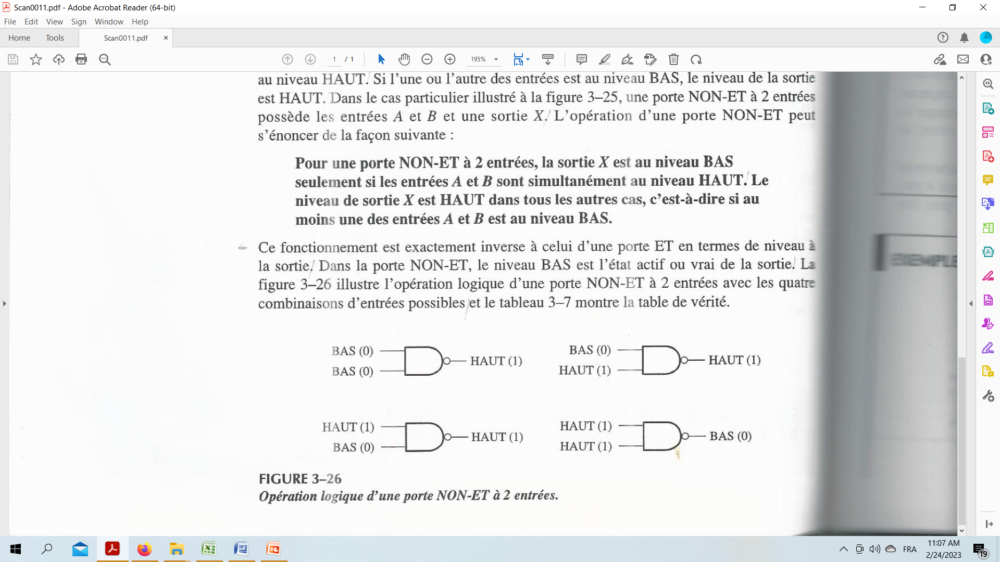 Scan0011.pdf - Adobe Acrobat Reader (64-bit)
File Edit View Sign Window Help
Home Tools Scan0011.pdf ×
1 / 1 195%
au niveau HAUT. Si l’une ou l’autre des entrées est au niveau BAS, le niveau de la sortie
est HAUT. Dans le cas particulier illustré à la figure 3–25, une porte NON-ET à 2 entrées
possède les entrées A et B et une sortie X. L’opération d’une porte NON-ET peut
s’énoncer de la façon suivante :
Pour une porte NON-ET à 2 entrées, la sortie X est au niveau BAS
seulement si les entrées A et B sont simultanément au niveau HAUT. Le
niveau de sortie X est HAUT dans tous les autres cas, c’est-à-dire si au
moins une des entrées A et B est au niveau BAS.
Ce fonctionnement est exactement inverse à celui d’une porte ET en termes de niveau à
la sortie. Dans la porte NON-ET, le niveau BAS est l’état actif ou vrai de la sortie. La
figure 3–26 illustre l’opération logique d’une porte NON-ET à 2 entrées avec les quatre
combinaisons d’entrées possibles et le tableau 3–7 montre la table de vérité.
EXEMPLE
BAS (0)
BAS (0)
HAUT (1)
BAS (0)
HAUT (1)
HAUT (1)
HAUT (1)
BAS (0)
HAUT (1)
HAUT (1)
HAUT (1)
BAS (0)
FIGURE 3–26
Opération logique d’une porte NON-ET à 2 entrées.
FRA
11:07 AM
2/24/2023
19